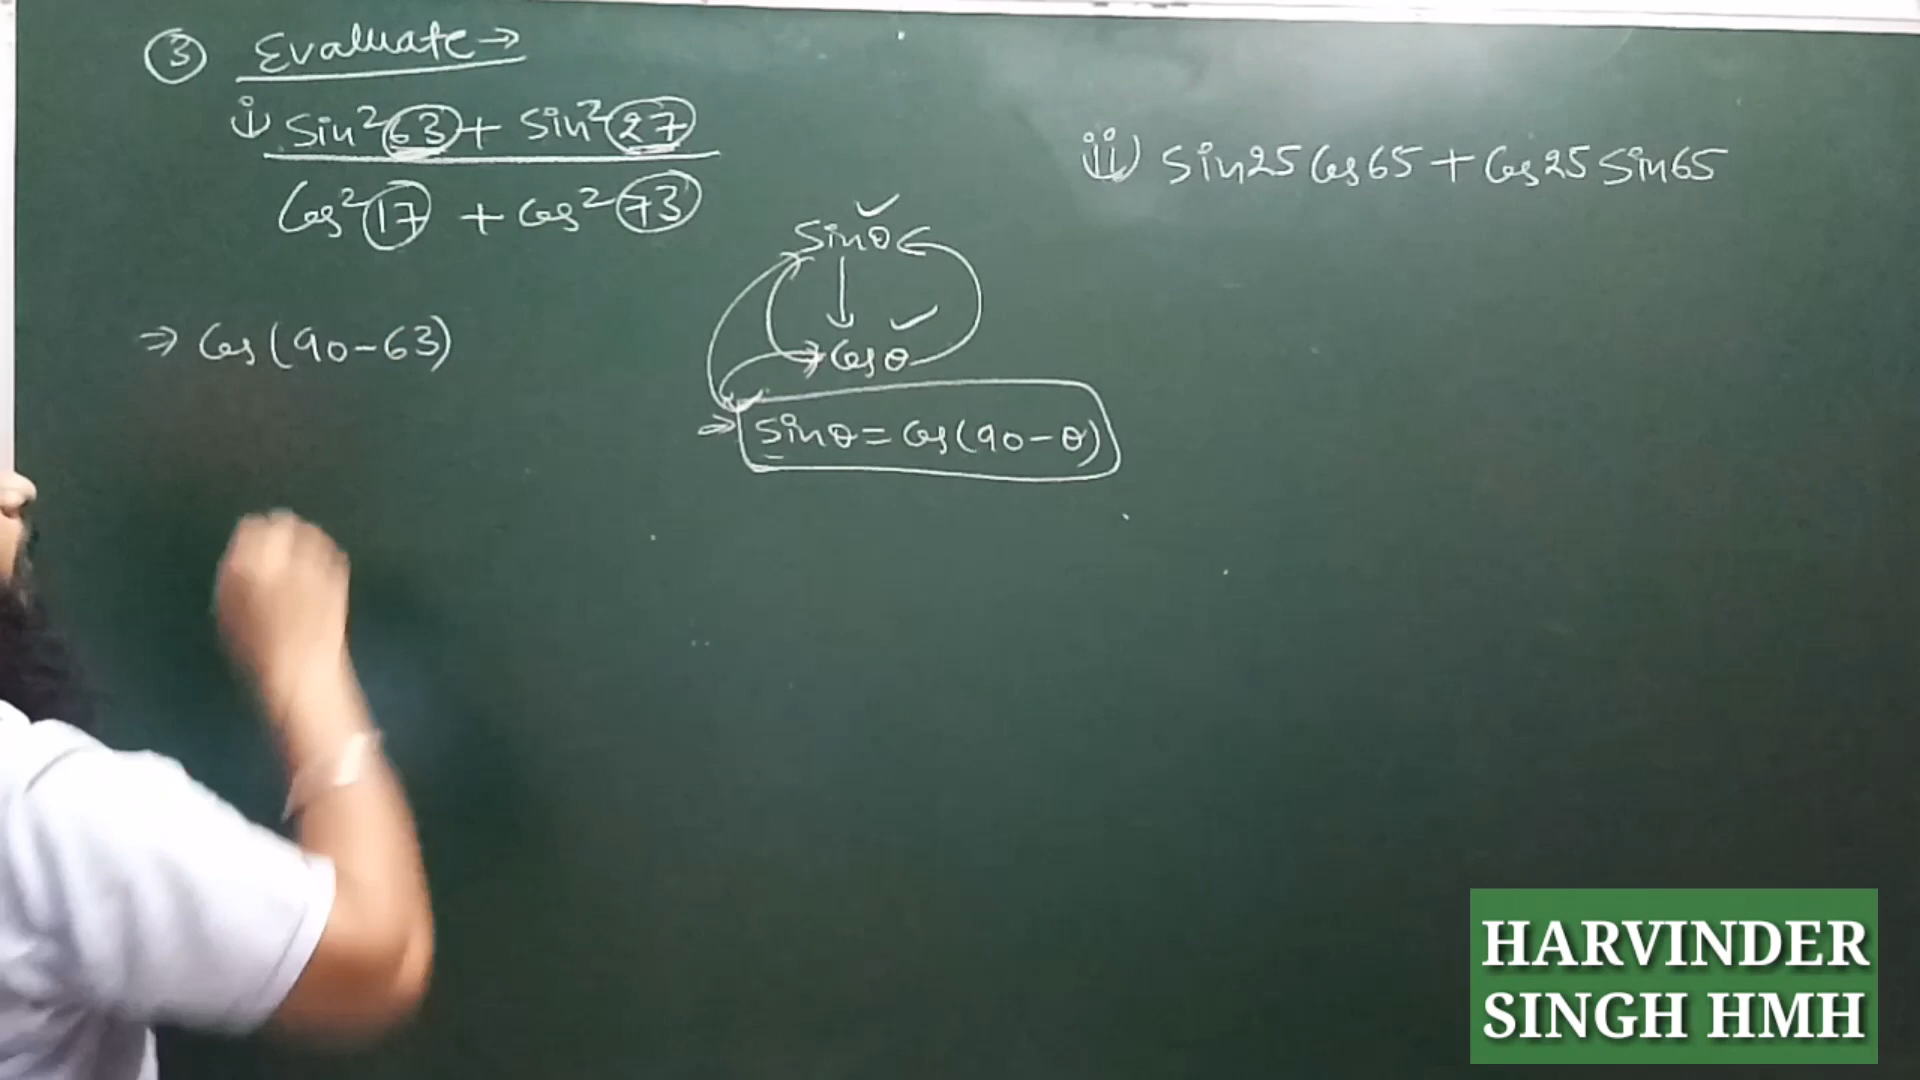 ③ Evaluate →
i) Sin²63 + Sin²27
Cos²17 + Cos²73
⇒ Cos(90-63)
Sinθ
Cosθ
⇒ Sinθ = Cos(90-θ)
ii) Sin25 Cos65 + Cos25 Sin65
HARVINDER
SINGH HMH